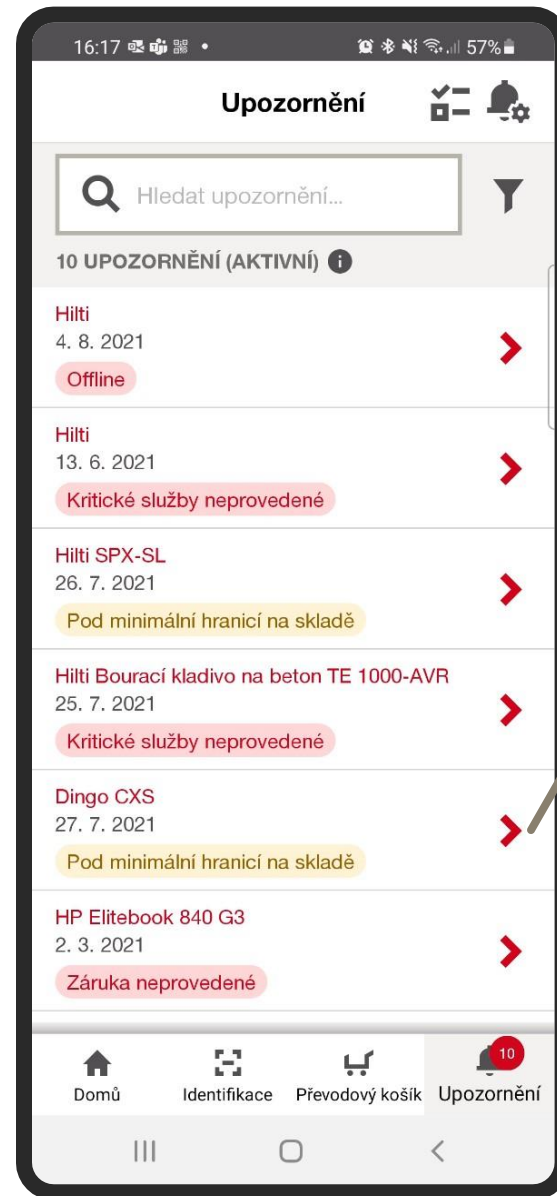 16:17 57%
Upozornění
Hledat upozornění...
10 UPOZORNĚNÍ (AKTIVNÍ) i
Hilti
4. 8. 2021
Offline
Hilti
13. 6. 2021
Kritické služby neprovedené
Hilti SPX-SL
26. 7. 2021
Pod minimální hranicí na skladě
Hilti Bourací kladivo na beton TE 1000-AVR
25. 7. 2021
Kritické služby neprovedené
Dingo CXS
27. 7. 2021
Pod minimální hranicí na skladě
HP Elitebook 840 G3
2. 3. 2021
Záruka neprovedené
10
Domů Identifikace Převodový košík Upozornění